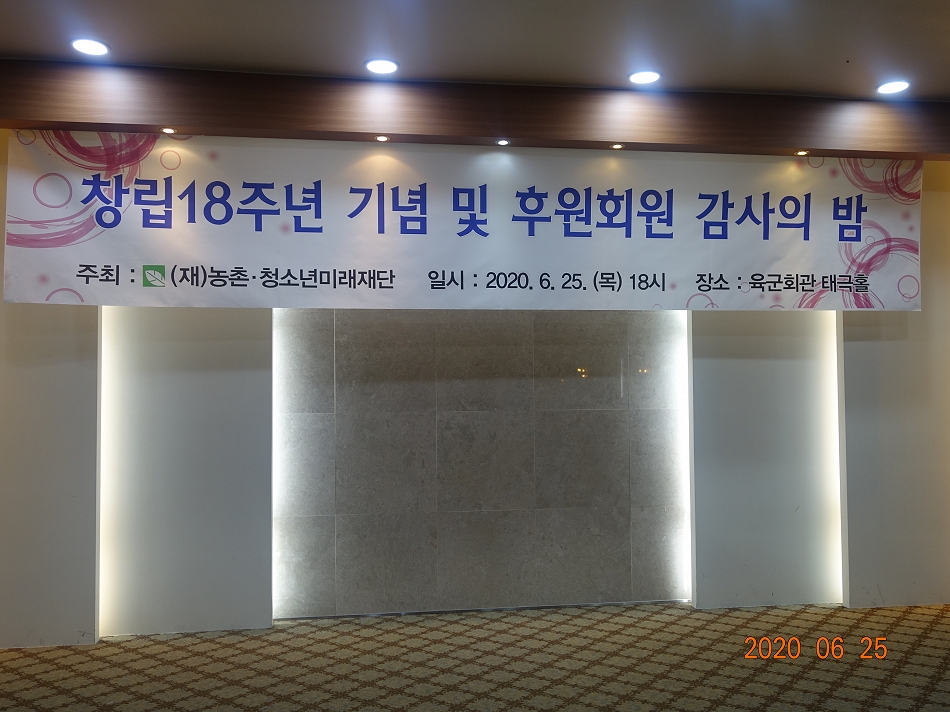 창립18주년 기념 및 후원회원 감사의 밤
주최 : (재)농촌·청소년미래재단 일시 : 2020. 6. 25. (목) 18시 장소 : 육군회관 태극홀
2020 06 25